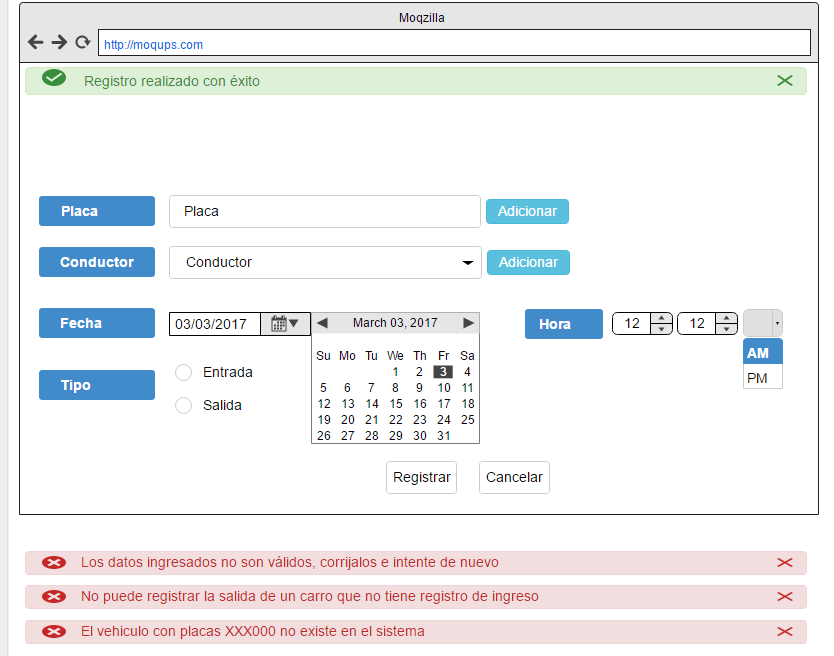 Moqzilla
http://moqups.com
Registro realizado con éxito
Placa Placa Adicionar
Conductor Conductor Adicionar
Fecha 03/03/2017 March 03, 2017 Hora 12 12
AM
PM
Su Mo Tu We Th Fr Sa
1 2 3 4
5 6 7 8 9 10 11
12 13 14 15 16 17 18
19 20 21 22 23 24 25
26 27 28 29 30 31
Tipo Entrada
Salida
Registrar Cancelar
Los datos ingresados no son válidos, corrijalos e intente de nuevo
No puede registrar la salida de un carro que no tiene registro de ingreso
El vehiculo con placas XXX000 no existe en el sistema